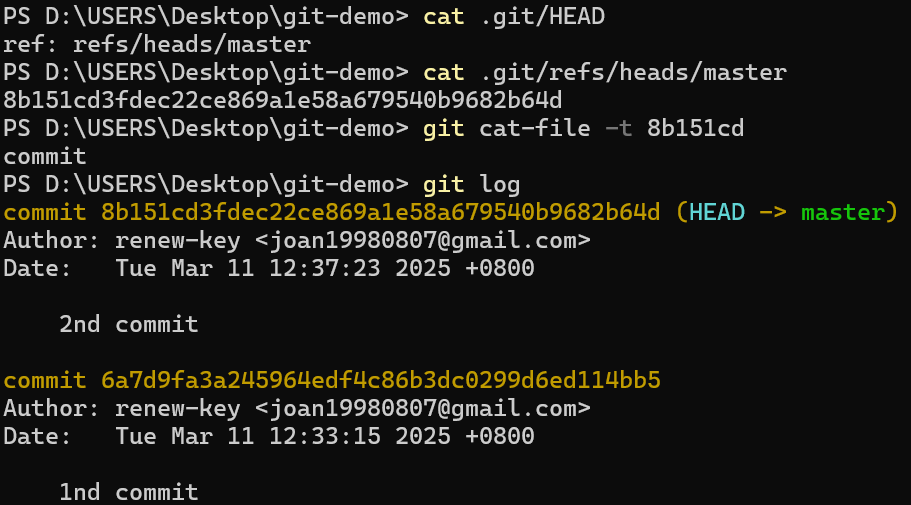 PS D:\USERS\Desktop\git-demo> cat .git/HEAD
ref: refs/heads/master
PS D:\USERS\Desktop\git-demo> cat .git/refs/heads/master
8b151cd3fdec22ce869a1e58a679540b9682b64d
PS D:\USERS\Desktop\git-demo> git cat-file -t 8b151cd
commit
PS D:\USERS\Desktop\git-demo> git log
commit 8b151cd3fdec22ce869a1e58a679540b9682b64d (HEAD -> master)
Author: renew-key <joan19980807@gmail.com>
Date:   Tue Mar 11 12:37:23 2025 +0800

    2nd commit

commit 6a7d9fa3a245964edf4c86b3dc0299d6ed114bb5
Author: renew-key <joan19980807@gmail.com>
Date:   Tue Mar 11 12:33:15 2025 +0800

    1nd commit